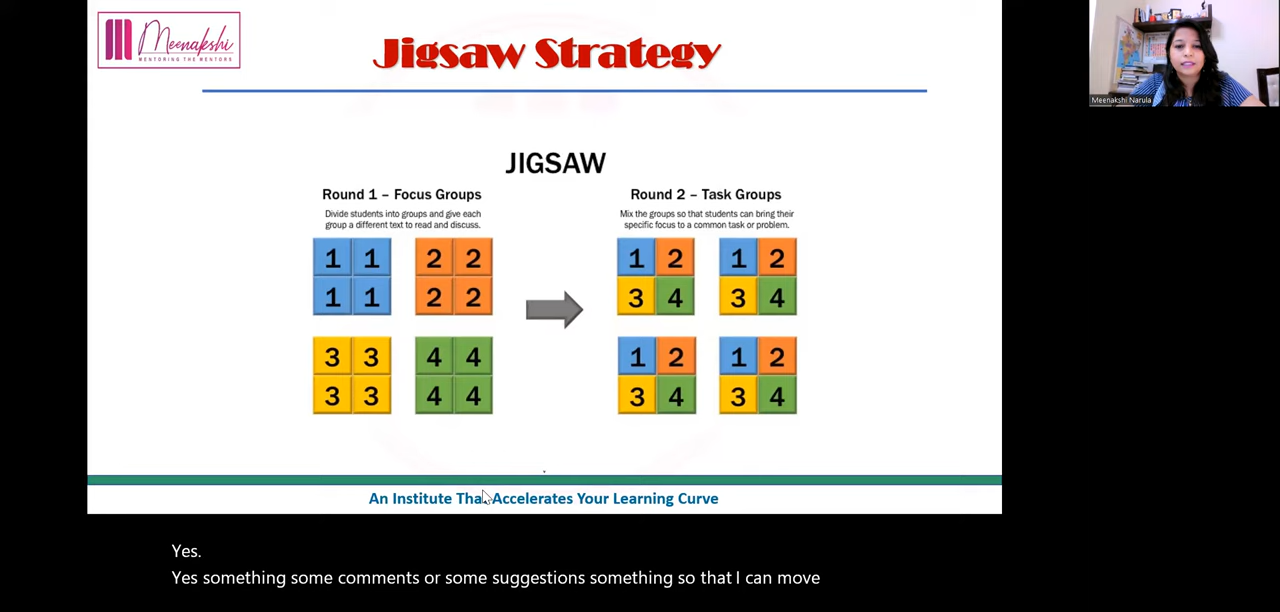 Meenakshi
MENTORING THE MENTORS
Jigsaw Strategy
Meenakshi Narula
JIGSAW
Round 1 – Focus Groups
Divide students into groups and give each
group a different text to read and discuss.
1 1 2 2
1 1 2 2
3 3 4 4
3 3 4 4
Round 2 – Task Groups
Mix the groups so that students can bring their
specific focus to a common task or problem.
1 2 1 2
3 4 3 4
1 2 1 2
3 4 3 4
An Institute Tha Accelerates Your Learning Curve
Yes.
Yes something some comments or some suggestions something so that I can move